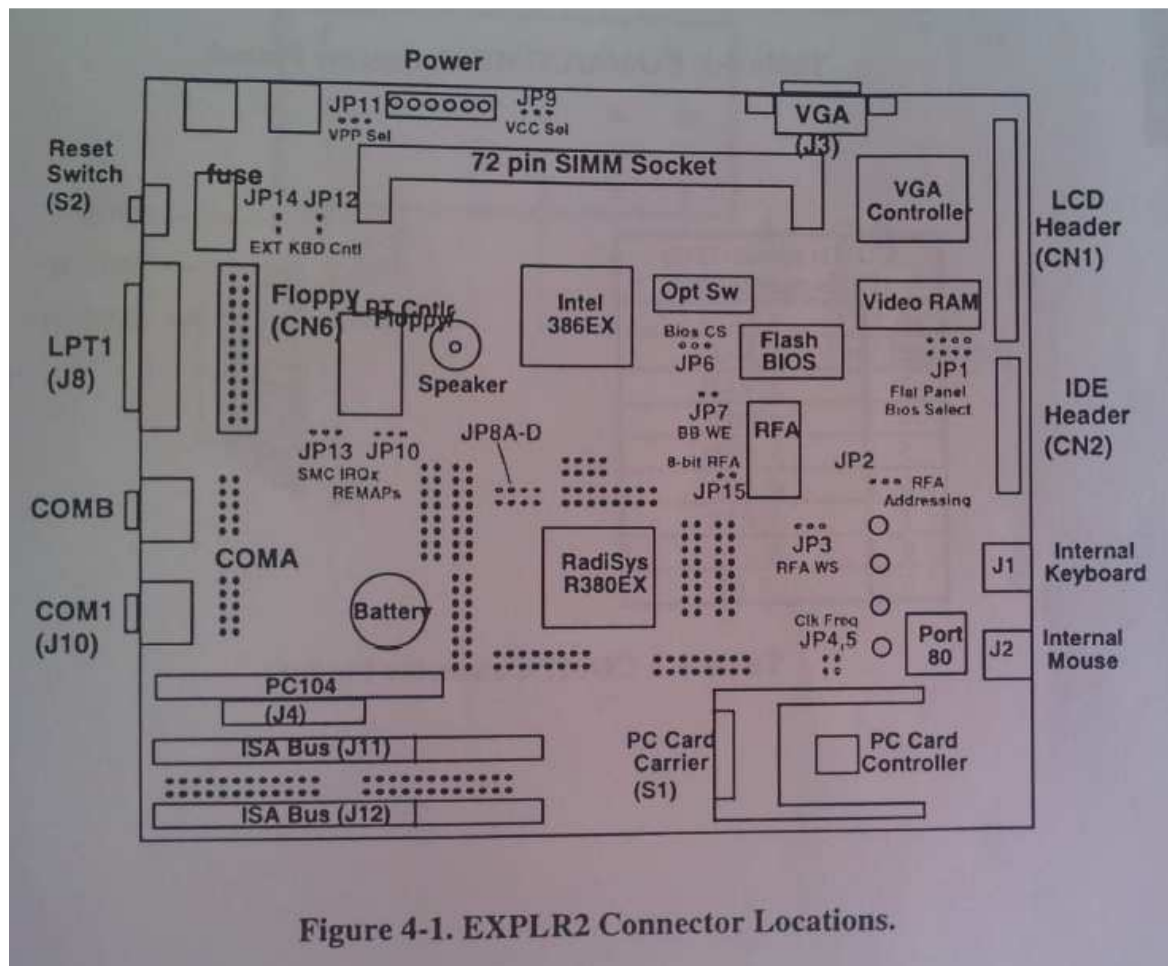 Power
JP11
VPP Sel
JP9
VCC Sel
VGA
(J3)
Reset
Switch
(S2)
fuse
72 pin SIMM Socket
VGA
Controller
LCD
Header
(CN1)
JP14 JP12
EXT KBD Cntl
Floppy
(CN6)
LPT Cntlr
Floppy/
Speaker
Intel
386EX
Opt Sw
Video RAM
Bios CS
JP6
Flash
BIOS
JP1
Flat Panel
Bios Select
LPT1
(J8)
IDE
Header
(CN2)
JP7
BB WE
RFA
JP13
SMC IRQx
JP10
REMAPs
JP8A-D
8-bit RFA
JP15
JP2
RFA
Addressing
COMB
COMA
RadiSys
R380EX
JP3
RFA WS
J1
Internal
Keyboard
COM1
(J10)
Battery
Clk Freq
JP4,5
Port
80
J2
Internal
Mouse
PC104
(J4)
ISA Bus (J11)
ISA Bus (J12)
PC Card
Carrier
(S1)
PC Card
Controller
Figure 4-1. EXPLR2 Connector Locations.